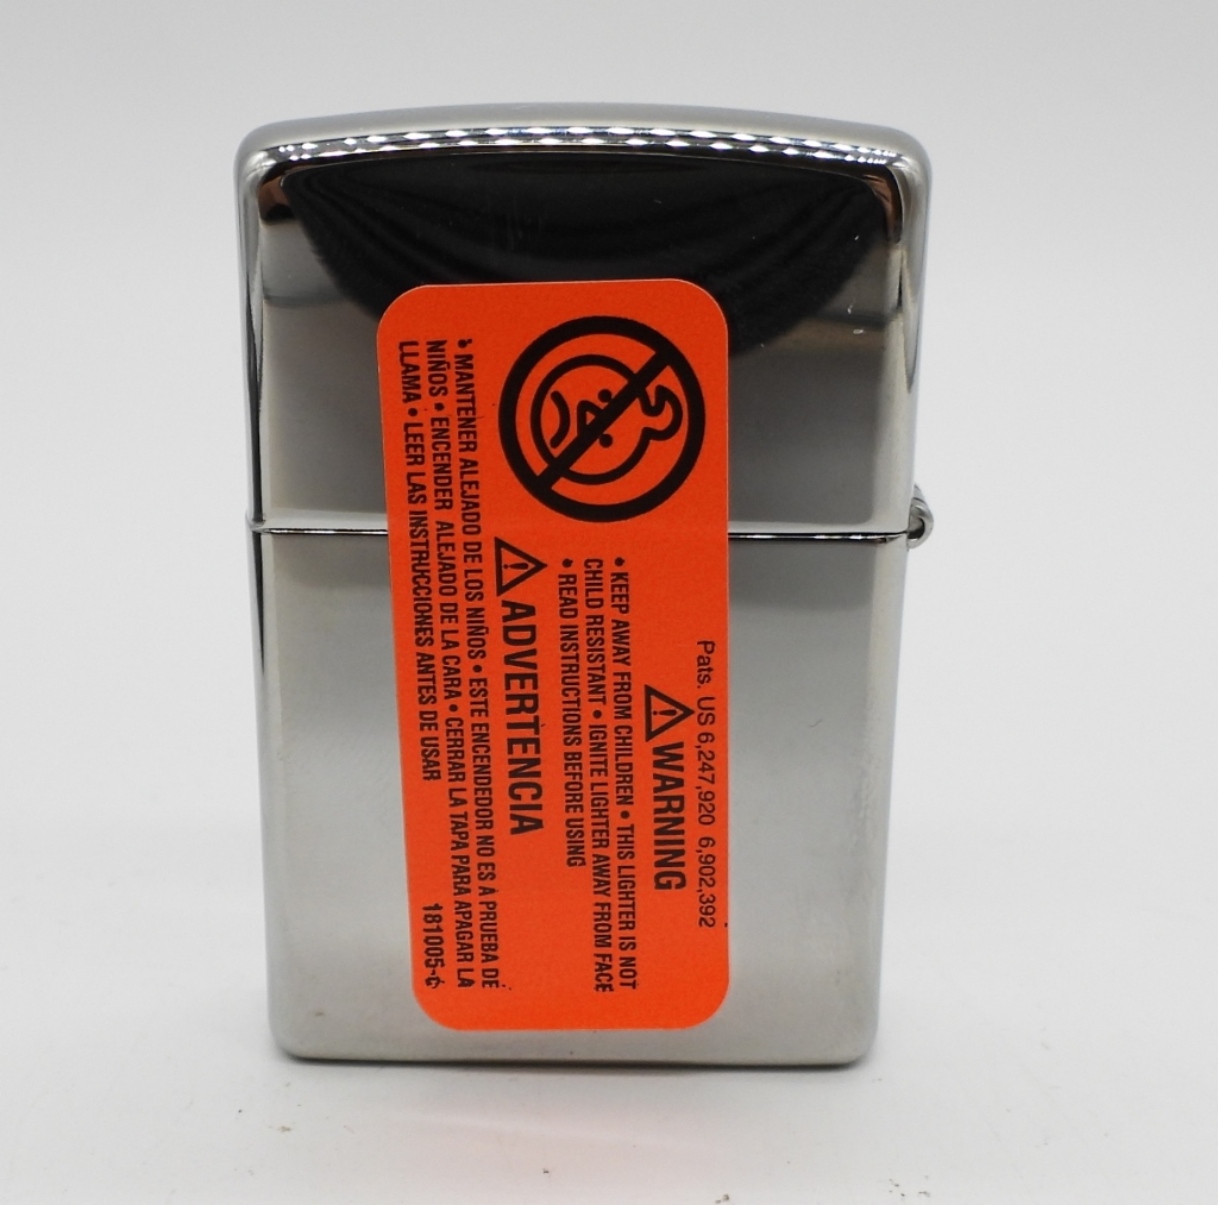 Pats. US 6,247,920 6,902,392
WARNING
• KEEP AWAY FROM CHILDREN • THIS LIGHTER IS NOT
CHILD RESISTANT • IGNITE LIGHTER AWAY FROM FACE
• READ INSTRUCTIONS BEFORE USING
ADVERTENCIA
• MANTENER ALEJADO DE LOS NIÑOS • ESTE ENCENDEDOR NO ES A PRUEBA DE
NIÑOS • ENCENDER ALEJADO DE LA CARA • CERRAR LA TAPA PARA APAGAR LA
LLAMA • LEER LAS INSTRUCCIONES ANTES DE USAR
181005-C